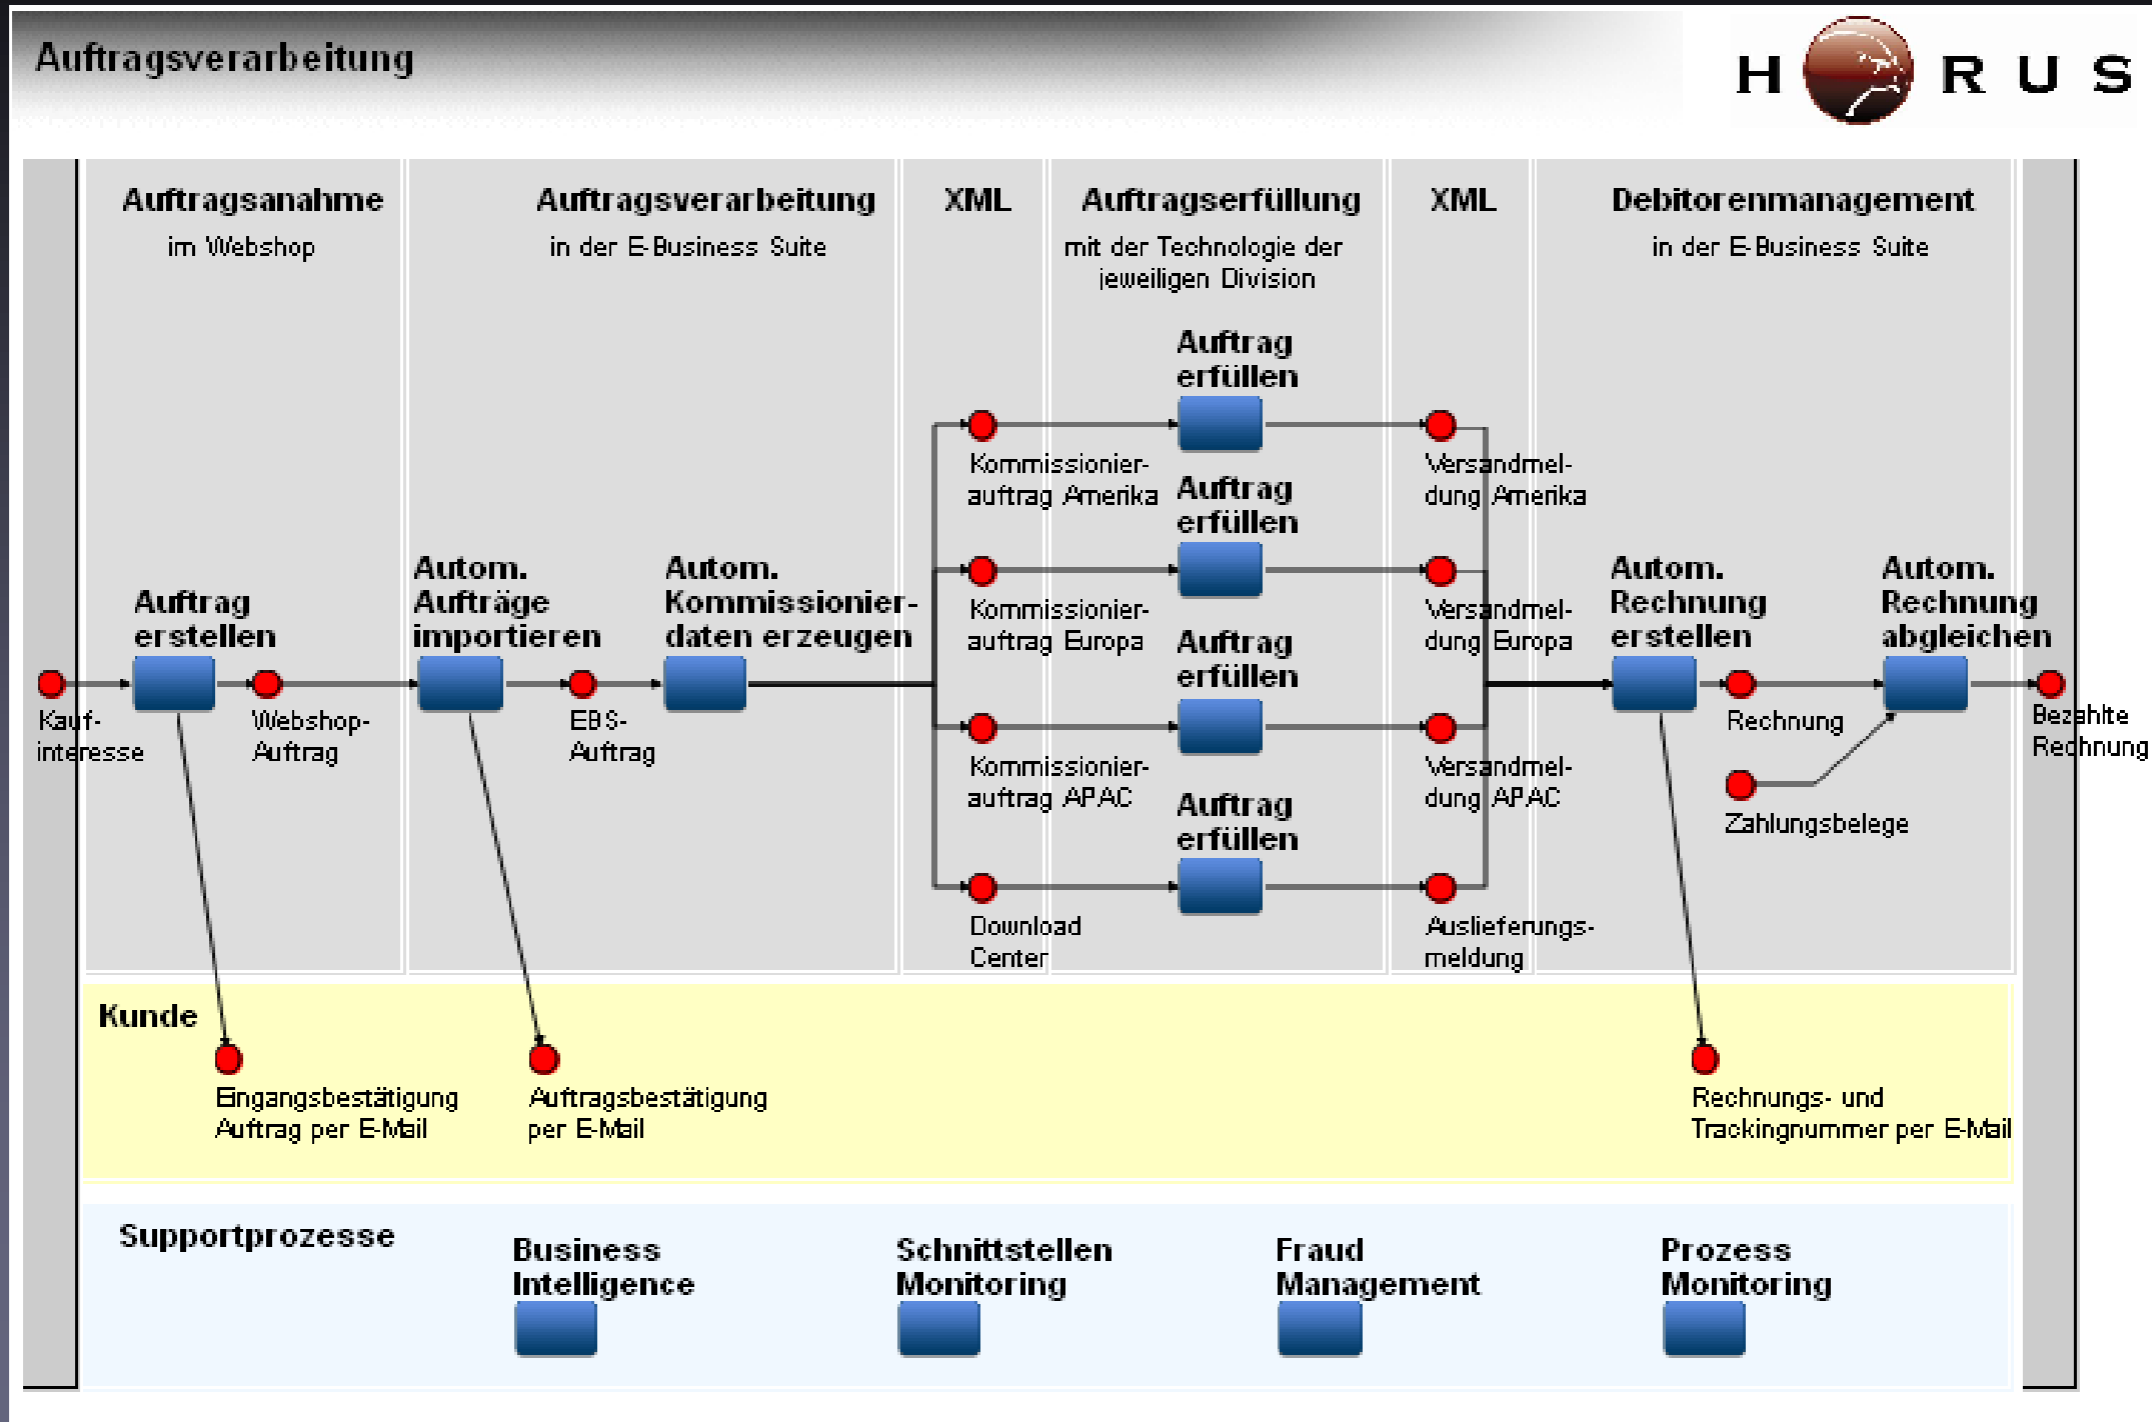 Auftragsverarbeitung
H RUS
Auftragsanahme
im Webshop
Auftragsverarbeitung
in der E-Business Suite
XML
Auftragserfüllung
mit der Technologie der
jeweiligen Division
XML
Debitorenmanagement
in der E-Business Suite
Kauf-
interesse
Auftrag
erstellen
Webshop-
Auftrag
Autom.
Aufträge
importieren
EBS-
Auftrag
Autom.
Kommissionier-
daten erzeugen
Kommissionier-
auftrag Amerika
Auftrag
erfüllen
Versandmel-
dung Amerika
Kommissionier-
auftrag Europa
Auftrag
erfüllen
Versandmel-
dung Europa
Kommissionier-
auftrag APAC
Auftrag
erfüllen
Versandmel-
dung APAC
Download
Center
Auftrag
erfüllen
Auslieferungs-
meldung
Autom.
Rechnung
erstellen
Rechnung
Zahlungsbelege
Autom.
Rechnung
abgleichen
Bezahlte
Rechnung
Kunde
Eingangsbestätigung
Auftrag per E-Mail
Auftragsbestätigung
per E-Mail
Rechnungs- und
Trackingnummer per E-Mail
Supportprozesse
Business
Intelligence
Schnittstellen
Monitoring
Fraud
Management
Prozess
Monitoring